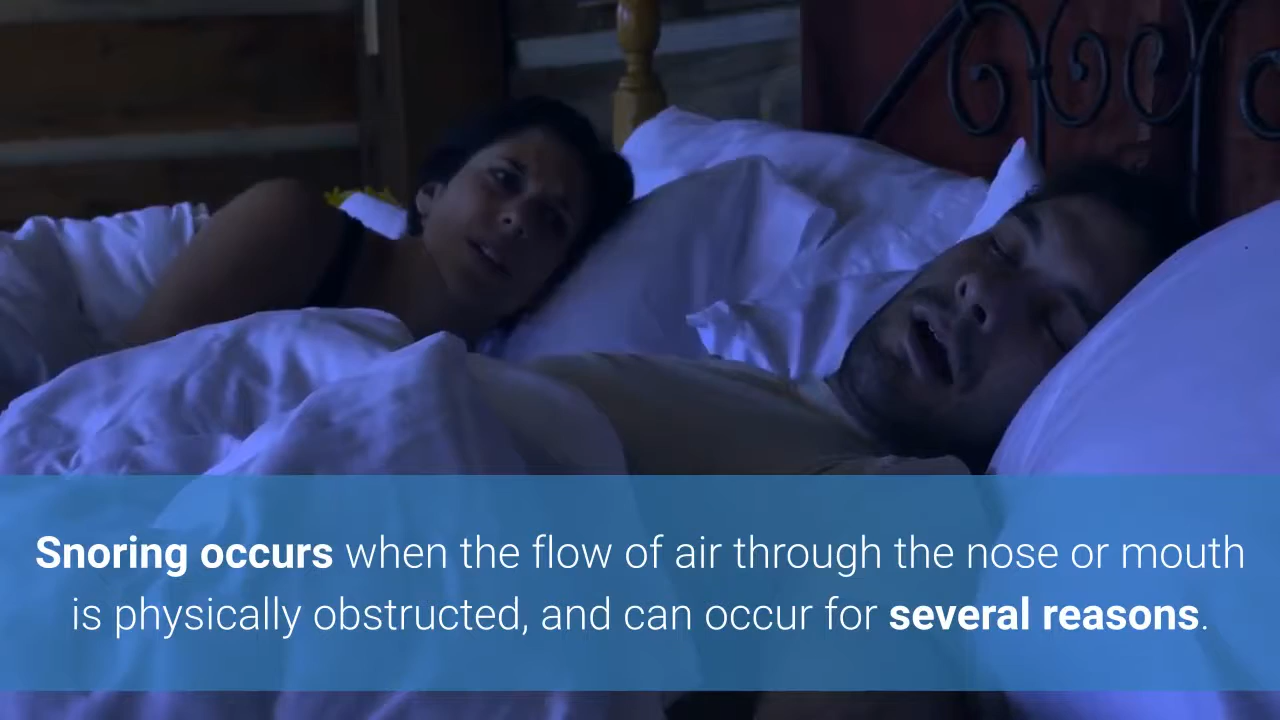 Snoring occurs when the flow of air through the nose or mouth
is physically obstructed, and can occur for several reasons.